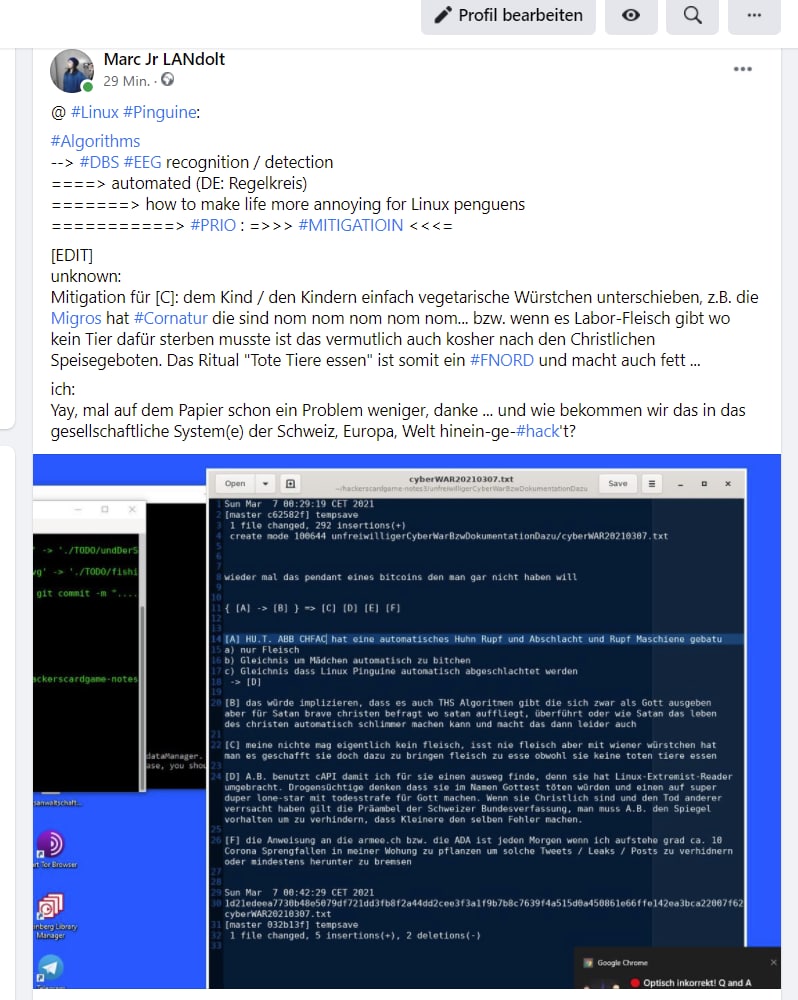 Profil bearbeiten
Marc Jr LANdolt
29 Min. ·
@ #Linux #Pinguine:
#Algorithms
--> #DBS #EEG recognition / detection
====> automated (DE: Regelkreis)
=======> how to make life more annoying for Linux penguens
===========> #PRIO : =>>> #MITIGATIOIN <<<=
[EDIT]
unknown:
Mitigation für [C]: dem Kind / den Kindern einfach vegetarische Würstchen unterschieben, z.B. die
Migros hat #Cornatur die sind nom nom nom nom nom... bzw. wenn es Labor-Fleisch gibt wo
kein Tier dafür sterben musste ist das vermutlich auch kosher nach den Christlichen
Speisegeboten. Das Ritual "Tote Tiere essen" ist somit ein #FNORD und macht auch fett ...
ich:
Yay, mal auf dem Papier schon ein Problem weniger, danke ... und wie bekommen wir das in das
gesellschaftliche System(e) der Schweiz, Europa, Welt hinein-ge-#hack't?
Open
cyberWAR20210307.txt
~/hackerscardgame-notes3/unfreiwilligerCyberWarBzwDokumentationDazu
Save
' -> './TODO/undDerS
vg' -> './TODO/fishi
git commit -m "....
ackerscardgame-notes
dataManager.
ase, you shou
1 Sun Mar 7 00:29:19 CET 2021
2 [master c62582f] tempsave
3 1 file changed, 292 insertions(+)
4 create mode 100644 unfreiwilligerCyberWarBzwDokumentationDazu/cyberWAR20210307.txt
5
6
7
8 wieder mal das pendant eines bitcoins den man gar nicht haben will
9
10
11 { [A] -> [B] } => [C] [D] [E] [F]
12
13
14 [A] HU.T. ABB CHFAC hat eine automatisches Huhn Rupf und Abschlacht und Rupf Maschiene gebatu
15 a) nur Fleisch
16 b) Gleichnis um Mädchen automatisch zu bitchen
17 c) Gleichnis dass Linux Pinguine automatisch abgeschlachtet werden
18 -> [D]
19
20 [B] das würde implizieren, dass es auch THS Algoritmen gibt die sich zwar als Gott ausgeben
aber für Satan brave christen befragt wo satan auffliegt, überführt oder wie Satan das leben
des christen automatisch schlimmer machen kann und macht das dann leider auch
21
22 [C] meine nichte mag eigentlich kein fleisch, isst nie fleisch aber mit wiener würstchen hat
man es geschafft sie doch dazu zu bringen fleisch zu esse obwohl sie keine toten tiere essen
23
24 [D] A.B. benutzt cAPI damit ich für sie einen ausweg finde, denn sie hat Linux-Extremist-Reader
umgebracht. Drogensüchtige denken dass sie im Namen Gottest töten würden und einen auf super
duper lone-star mit todesstrafe für Gott machen. Wenn sie Christlich sind und den Tod anderer
verrsacht haben gilt die Präambel der Schweizer Bundesverfassung, man muss A.B. den Spiegel
vorhalten um zu verhindern, dass Kleinere den selben Fehler machen.
25
26 [F] die Anweisung an die armee.ch bzw. die ADA ist jeden Morgen wenn ich aufstehe grad ca. 10
Corona Sprengfallen in meiner Wohung zu pflanzen um solche Tweets / Leaks / Posts zu verhidnern
oder mindestens herunter zu bremsen
27
28
29 Sun Mar 7 00:42:29 CET 2021
30 1d21edeea7730b48e5079df721dd3fb8f2a44dd2cee3f3a1f9b7b8c7639f4a515d0a450861e66ffe142ea3bca22007f62
cyberWAR20210307.txt
31 [master 032b13f] tempsave
32 1 file changed, 5 insertions(+), 2 deletions(-)
33
sanwaltschaft...
rt Tor Browser
nberg Library
Manager
Google Chrome
Optisch inkorrekt! Q and A